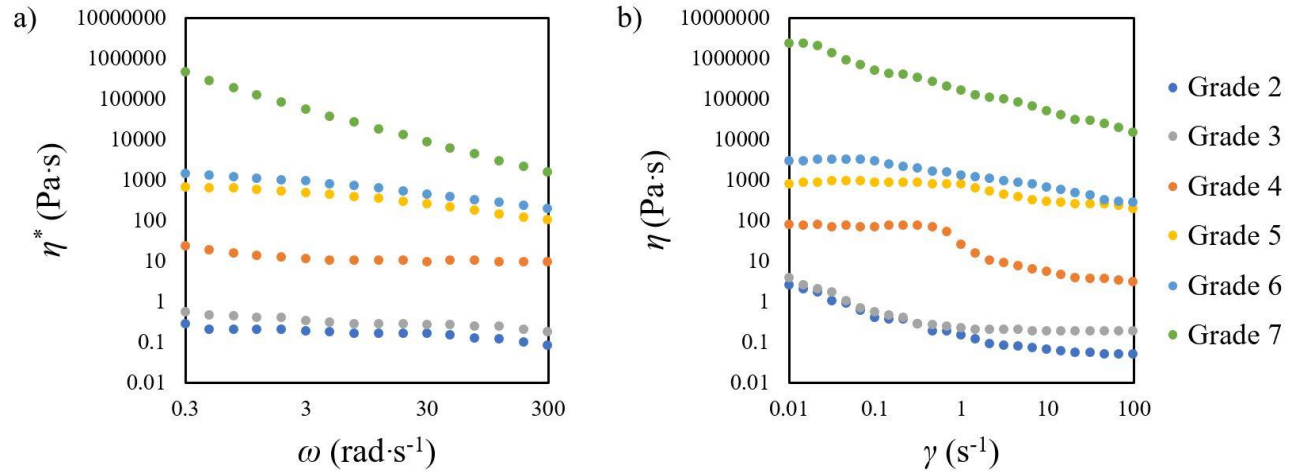 a)
η* (Pa·s)
10000000
1000000
100000
10000
1000
100
10
1
0.1
0.01
0.3
3
30
300
ω (rad·s-1)
b)
η (Pa·s)
10000000
1000000
100000
10000
1000
100
10
1
0.1
0.01
0.01
0.1
1
10
100
γ (s-1)
Grade 2
Grade 3
Grade 4
Grade 5
Grade 6
Grade 7